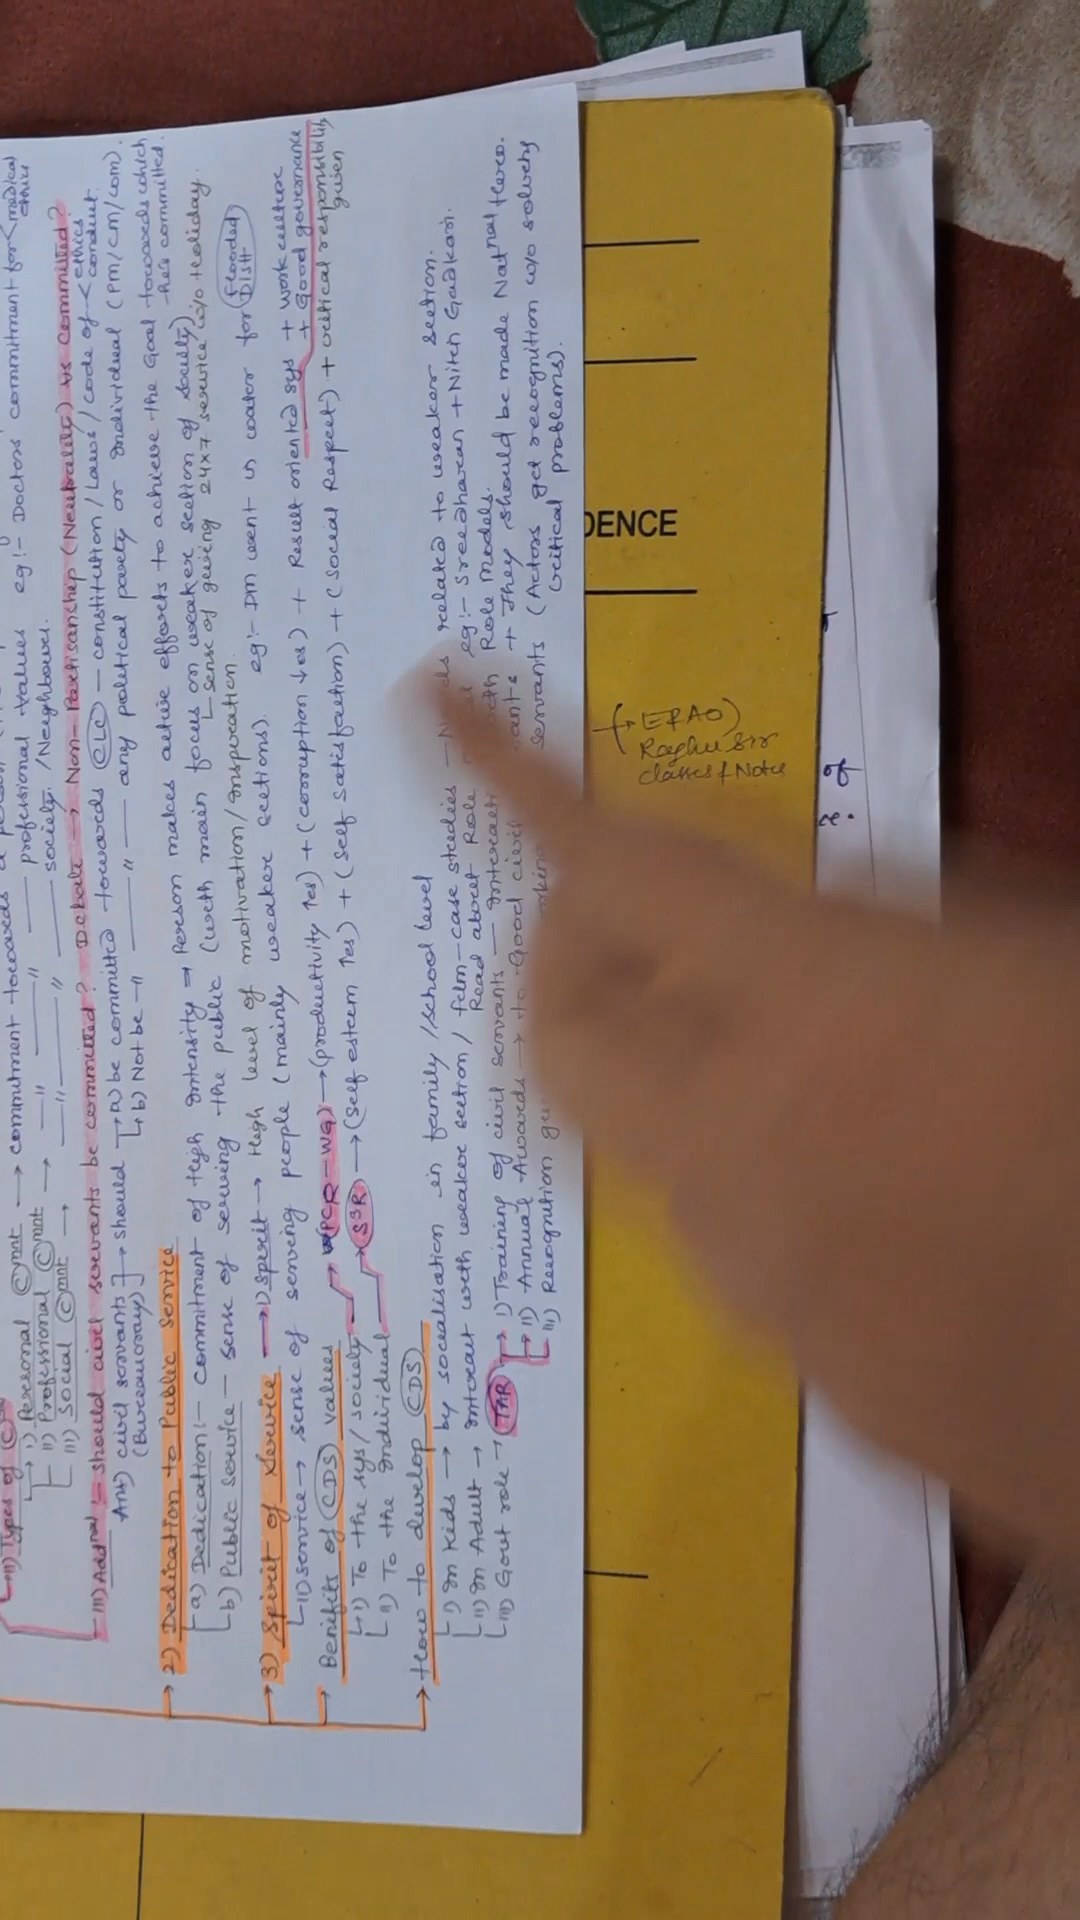 ii) Types of
i) Personal Cmnt → commitment towards a person
ii) Professional Cmnt → —"— —"— professional values eg:- Doctors' commitment for < medical ethics
iii) Social Cmnt → —"— —"— society/Neighbour.
iii) Addnal :- should civil servants be committed? Debate → Non-Partisanship (Neutrality) vs committed?
Ans) civil servants] → should → a) be committed towards CLC – constitution/Laws/code of < ethics conduct
(Bureaucracy) b) Not be —"— —"— any political party or individual (PM/CM/Com).
2) Dedication to Public Service
a) Dedication:- commitment of High intensity → Person makes active efforts to achieve the Goal towards which he's committed.
b) Public Service – sense of serving the public (with main focus on weaker section of society)
sense of giving 24x7 service w/o Holiday.
3) Spirit of Service → i) Spirit → High level of motivation/inspiration.
ii) Service → sense of serving people (mainly weaker sections). eg:- DM went in water for Flooded Distt
Benifits of CDS values
i) To the sys/society → (PCR-WG) → (productivity ↑es) + (corruption ↓es) + Result oriented sys + work culture + Good governance
ii) To the individual → S³R → (self esteem ↑es) + (self satisfaction) + (social respect) + critical responsibility given
How to develop CDS
i) In Kids → by socialisation in family/school level
ii) In Adult → interact with weaker section/film-case studies related to weaker section.
Read about Role eg:- Sreedharan + Nitin Gadkari.
iii) Govt role → TAR → i) Training of civil servants — Role Models.
ii) Annual Awards → to Good civil + They should be made Natnal Hero.
iii) Recognition servants (Actors get recognition w/o solving critical problems).
DENCE
EPAO)
Raghu Sir
classes & Notes
of